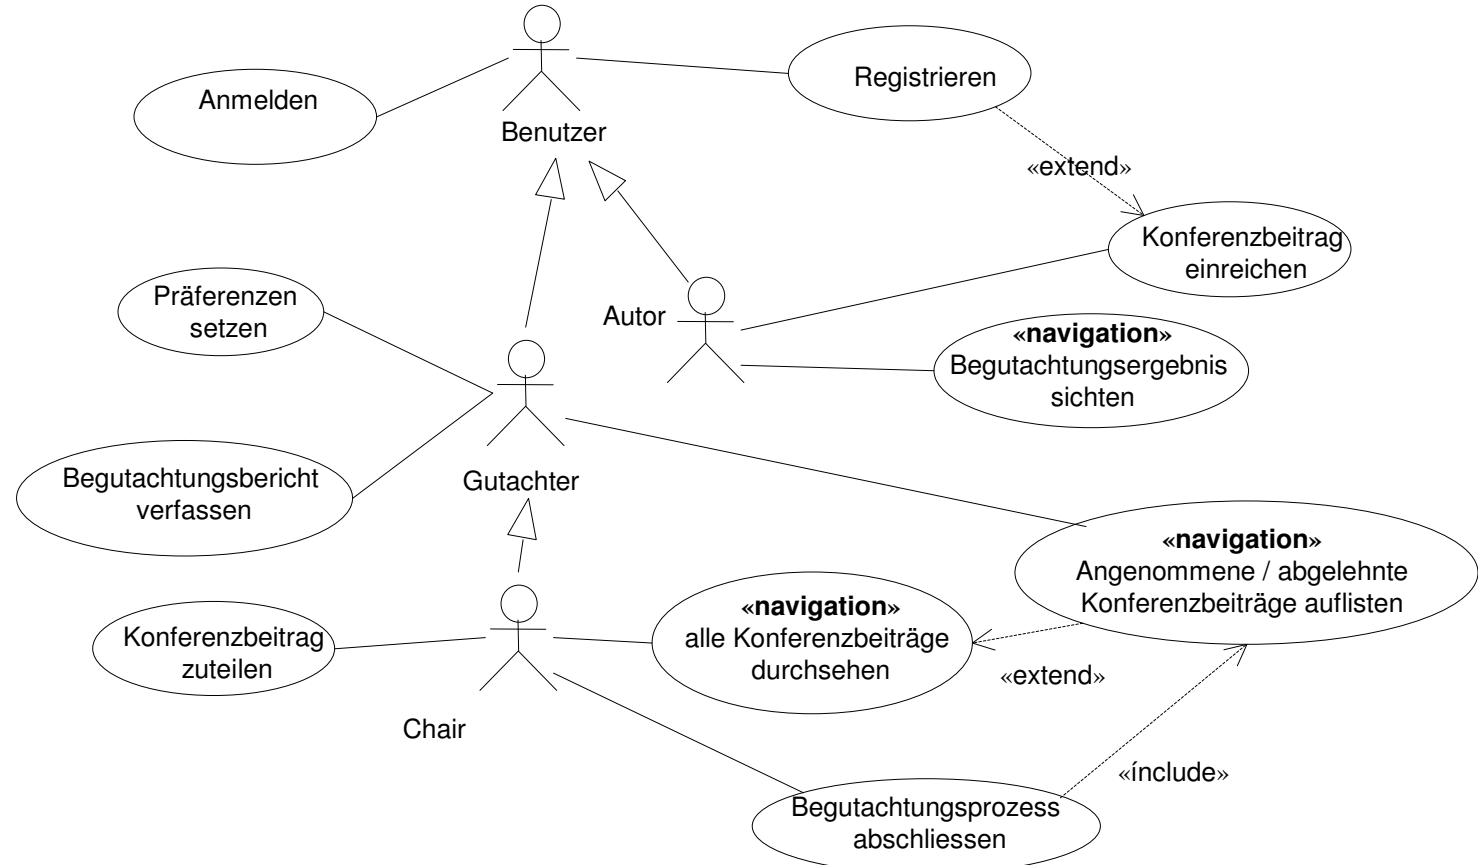 Anmelden
Registrieren
Benutzer
«extend»
Konferenzbeitrag
einreichen
Präferenzen
setzen
Autor
«navigation»
Begutachtungsergebnis
sichten
Begutachtungsbericht
verfassen
Gutachter
«navigation»
Angenommene / abgelehnte
Konferenzbeiträge auflisten
Konferenzbeitrag
zuteilen
«navigation»
alle Konferenzbeiträge
durchsehen
«extend»
Chair
«ínclude»
Begutachtungsprozess
abschliessen